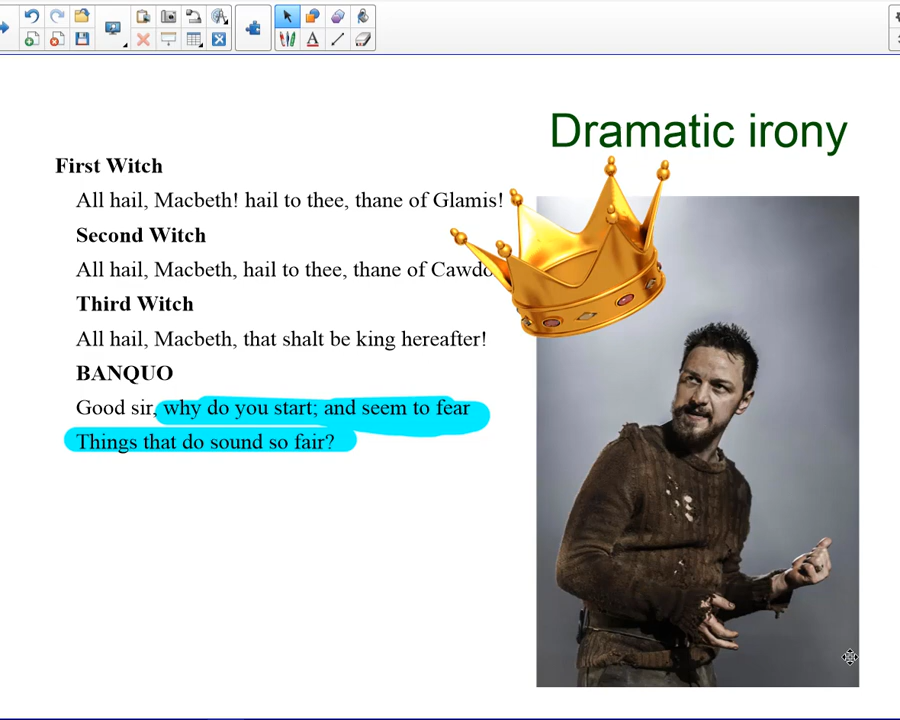 Dramatic irony
First Witch
All hail, Macbeth! hail to thee, thane of Glamis!
Second Witch
All hail, Macbeth, hail to thee, thane of
Third Witch
All hail, Macbeth, that shalt be king hereafter!
BANQUO
Good sir, why do you start; and seem to fear
Things that do sound so fair?